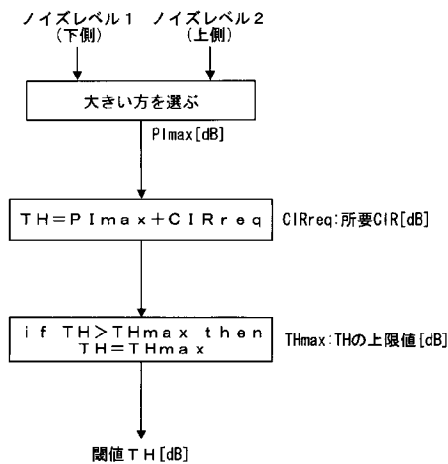 ノイズレベル1 ノイズレベル2
(下側) (上側)
大きい方を選ぶ
PImax[dB]
TH=PImax+CIRreq CIRreq:所要CIR[dB]
if TH>THmax then
TH=THmax
THmax:THの上限値[dB]
閾値TH[dB]